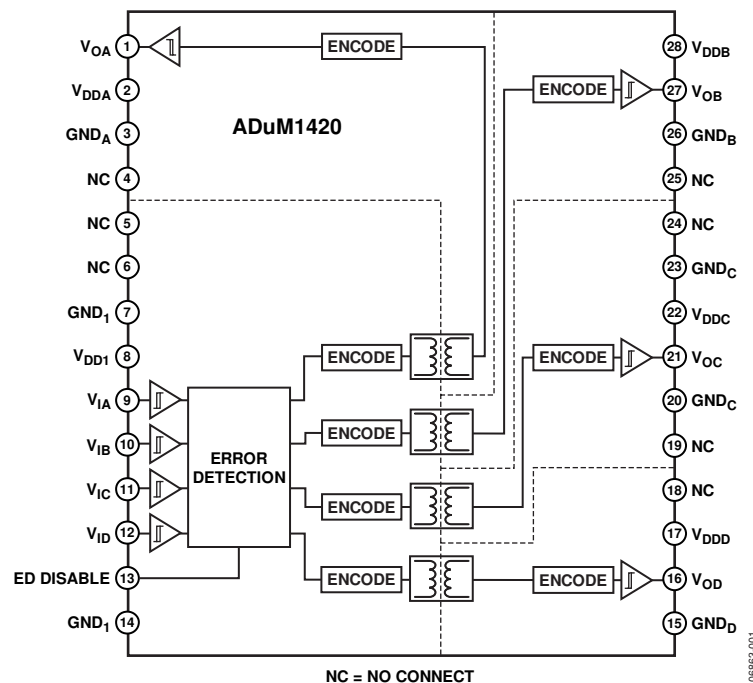 ADuM1420
VOA 1
VDDA 2
GNDA 3
NC 4
NC 5
NC 6
GND1 7
VDD1 8
VIA 9
VIB 10
VIC 11
VID 12
ED DISABLE 13
GND1 14
ENCODE
ENCODE
ENCODE
ENCODE
ENCODE
ERROR
DETECTION
ENCODE
ENCODE
ENCODE
28 VDDB
27 VOB
26 GNDB
25 NC
24 NC
23 GNDC
22 VDDC
21 VOC
20 GNDC
19 NC
18 NC
17 VDDD
16 VOD
15 GNDD
NC = NO CONNECT
06863-001